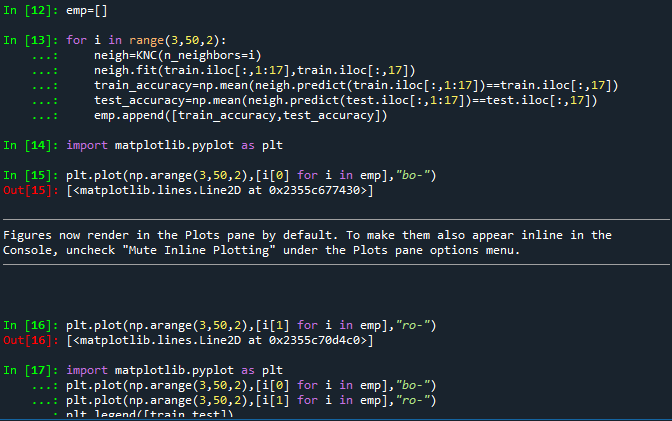 In [12]: emp=[]
In [13]: for i in range(3,50,2):
...: neigh=KNC(n_neighbors=i)
...: neigh.fit(train.iloc[:,1:17],train.iloc[:,17])
...: train_accuracy=np.mean(neigh.predict(train.iloc[:,1:17])==train.iloc[:,17])
...: test_accuracy=np.mean(neigh.predict(test.iloc[:,1:17])==test.iloc[:,17])
...: emp.append([train_accuracy,test_accuracy])
In [14]: import matplotlib.pyplot as plt
In [15]: plt.plot(np.arange(3,50,2),[i[0] for i in emp],"bo-")
Out[15]: [<matplotlib.lines.Line2D at 0x2355c677430>]
Figures now render in the Plots pane by default. To make them also appear inline in the
Console, uncheck "Mute Inline Plotting" under the Plots pane options menu.
In [16]: plt.plot(np.arange(3,50,2),[i[1] for i in emp],"ro-")
Out[16]: [<matplotlib.lines.Line2D at 0x2355c70d4c0>]
In [17]: import matplotlib.pyplot as plt
...: plt.plot(np.arange(3,50,2),[i[0] for i in emp],"bo-")
...: plt.plot(np.arange(3,50,2),[i[1] for i in emp],"ro-")
...: plt.legend([train,test])